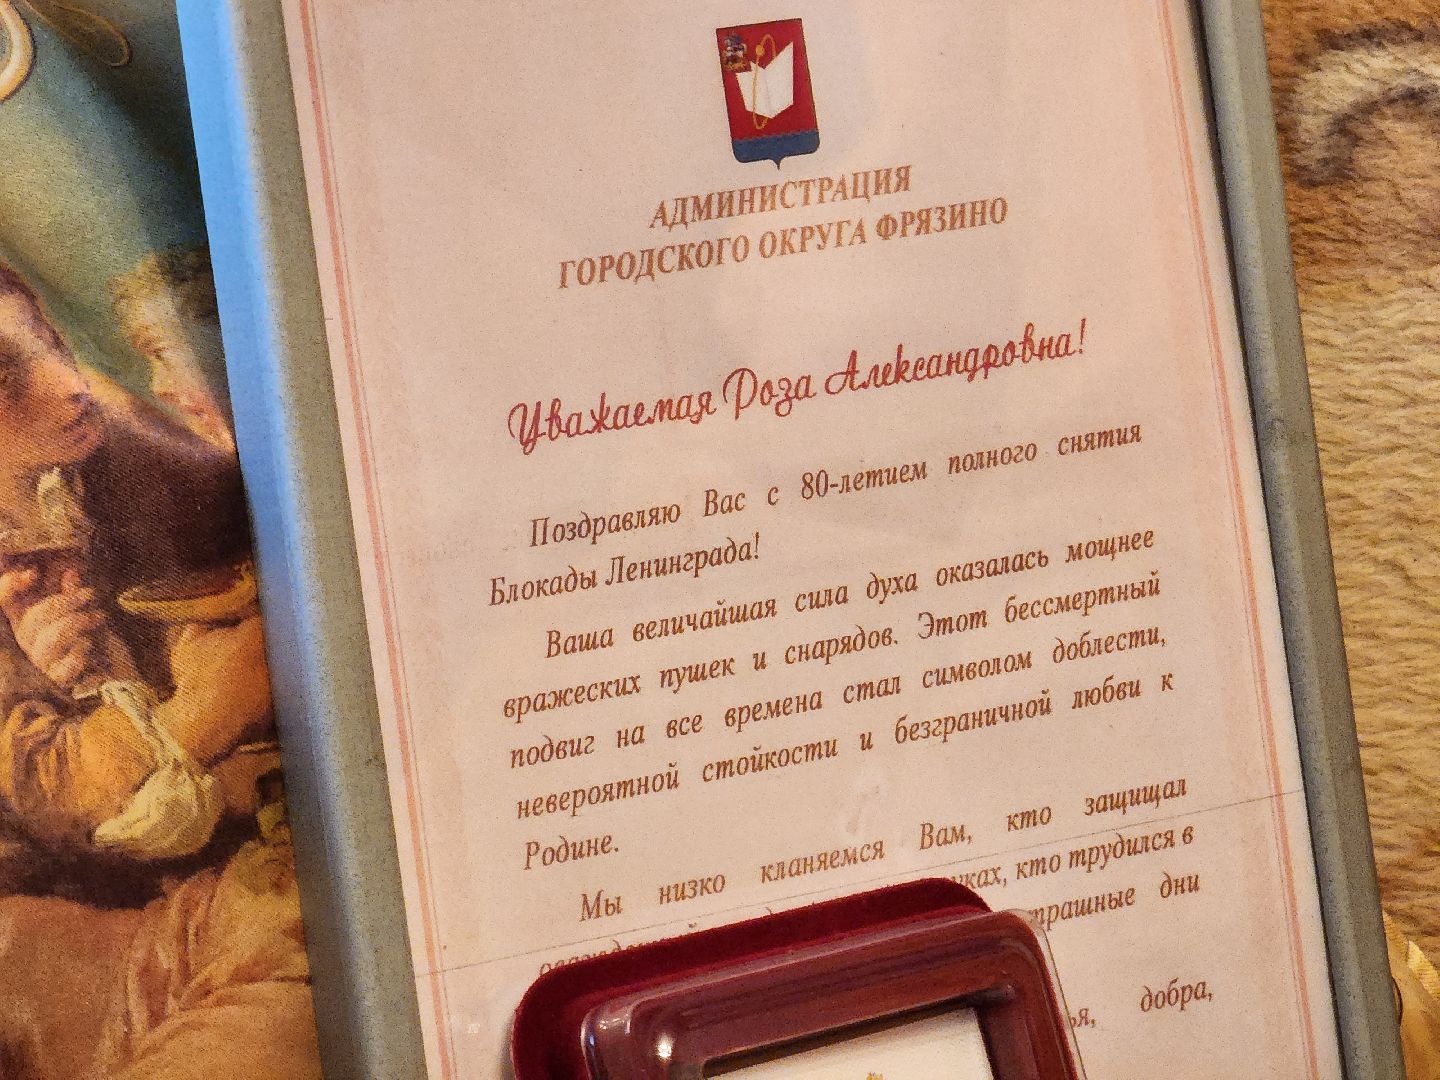 АДМИНИСТРАЦИЯ
ГОРОДСКОГО ОКРУГА ФРЯЗИНО
Уважаемая Роза Александровна!
Поздравляю Вас с 80-летием полного снятия
Блокады Ленинграда!
Ваша величайшая сила духа оказалась мощнее
вражеских пушек и снарядов. Этот бессмертный
подвиг на все времена стал символом доблести,
невероятной стойкости и безграничной любви к
Родине.
Мы низко кланяемся Вам, кто защищал
кто трудился в
дни
добра,